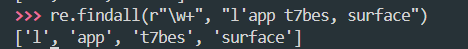 >>> re.findall(r"\w+", "l'app t7bes, surface")
['l', 'app', 't7bes', 'surface']